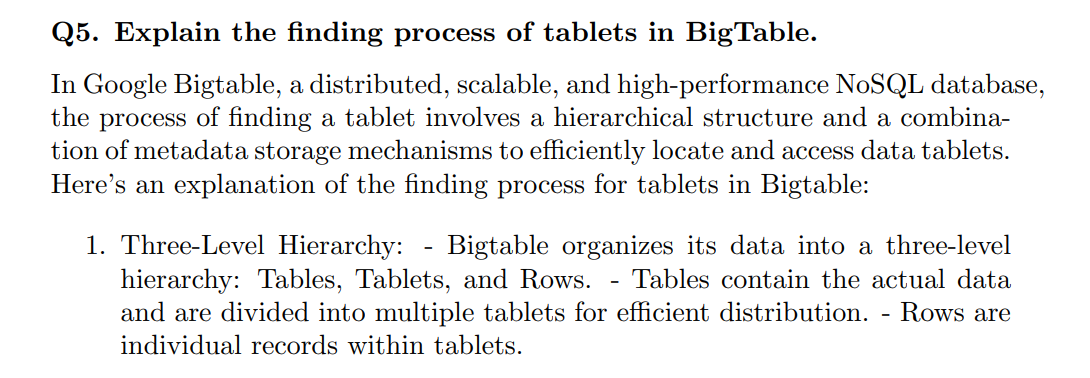 Q5. Explain the finding process of tablets in BigTable.
In Google Bigtable, a distributed, scalable, and high-performance NoSQL database,
the process of finding a tablet involves a hierarchical structure and a combina-
tion of metadata storage mechanisms to efficiently locate and access data tablets.
Here's an explanation of the finding process for tablets in Bigtable:
1. Three-Level Hierarchy: - Bigtable organizes its data into a three-level
hierarchy: Tables, Tablets, and Rows. - Tables contain the actual data
and are divided into multiple tablets for efficient distribution. - Rows are
individual records within tablets.